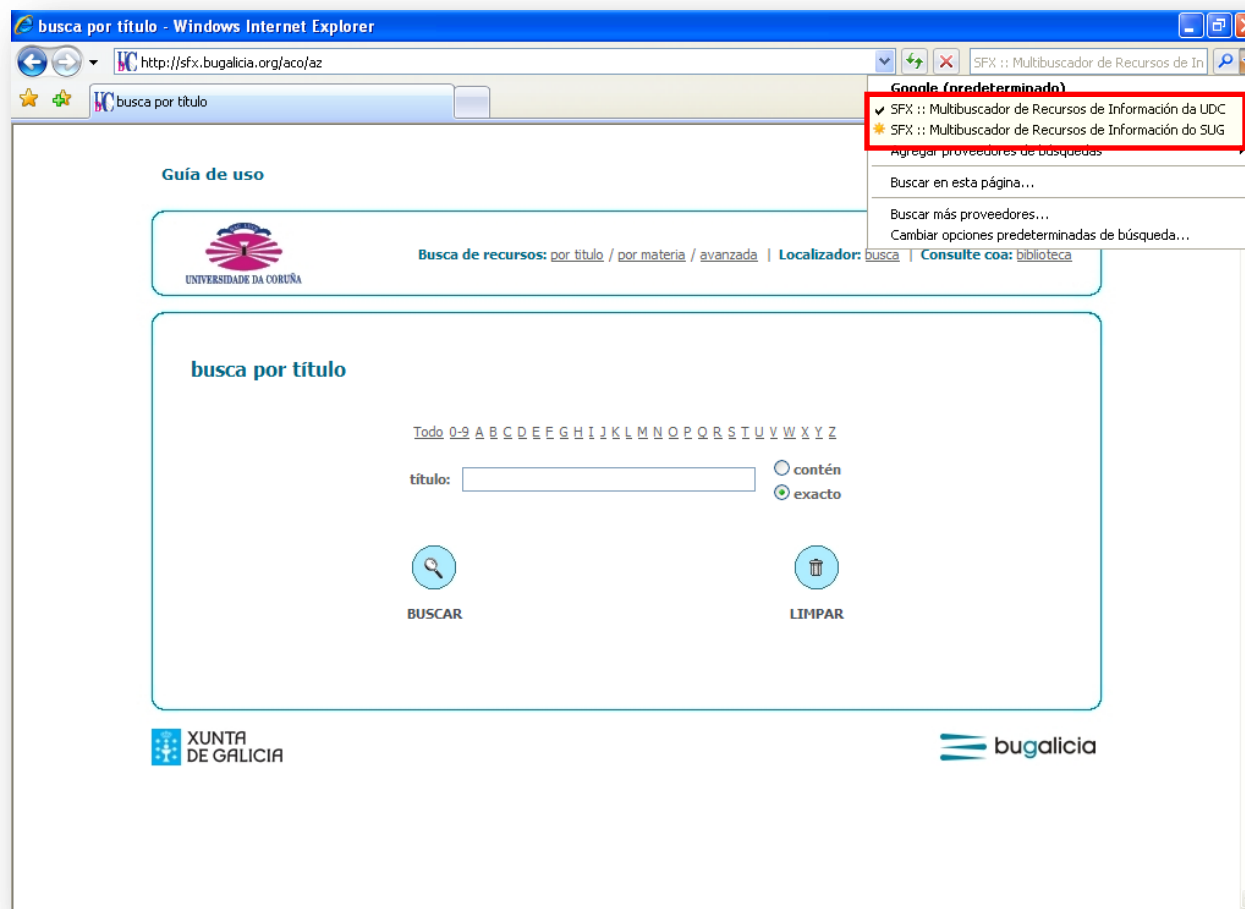 busca por título - Windows Internet Explorer
http://sfx.bugalicia.org/aco/az
SFX :: Multibuscador de Recursos de In
busca por título
Google (predeterminado)
SFX :: Multibuscador de Recursos de Información da UDC
SFX :: Multibuscador de Recursos de Información do SUG
Agregar proveedores de búsquedas
Buscar en esta página...
Buscar más proveedores...
Cambiar opciones predeterminadas de búsqueda...
Guía de uso
UNIVERSIDADE DA CORUÑA
Busca de recursos: por título / por materia / avanzada | Localizador: busca | Consulte coa: biblioteca
busca por título
Todo 0-9 A B C D E F G H I J K L M N O P Q R S T U V W X Y Z
título:
contén
exacto
BUSCAR
LIMPAR
XUNTA
DE GALICIA
bugalicia